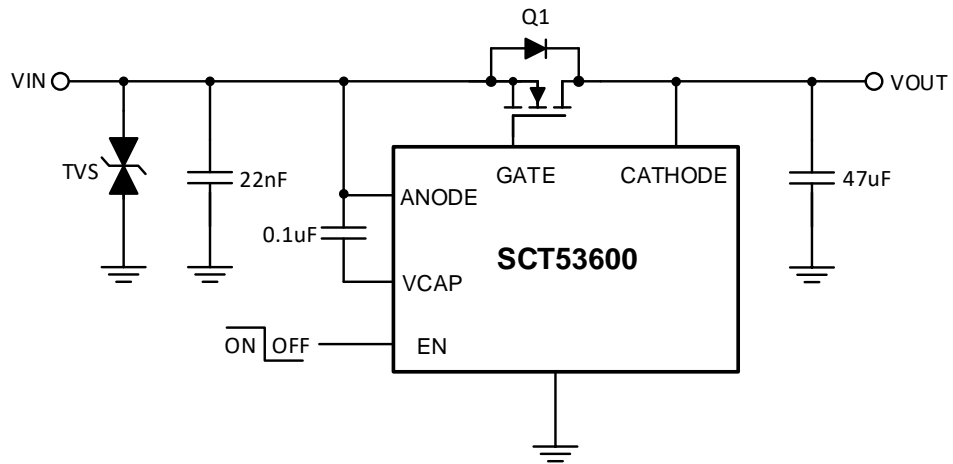 Q1
VIN
VOUT
TVS
22nF
GATE
CATHODE
47uF
ANODE
0.1uF
SCT53600
VCAP
ON OFF
EN